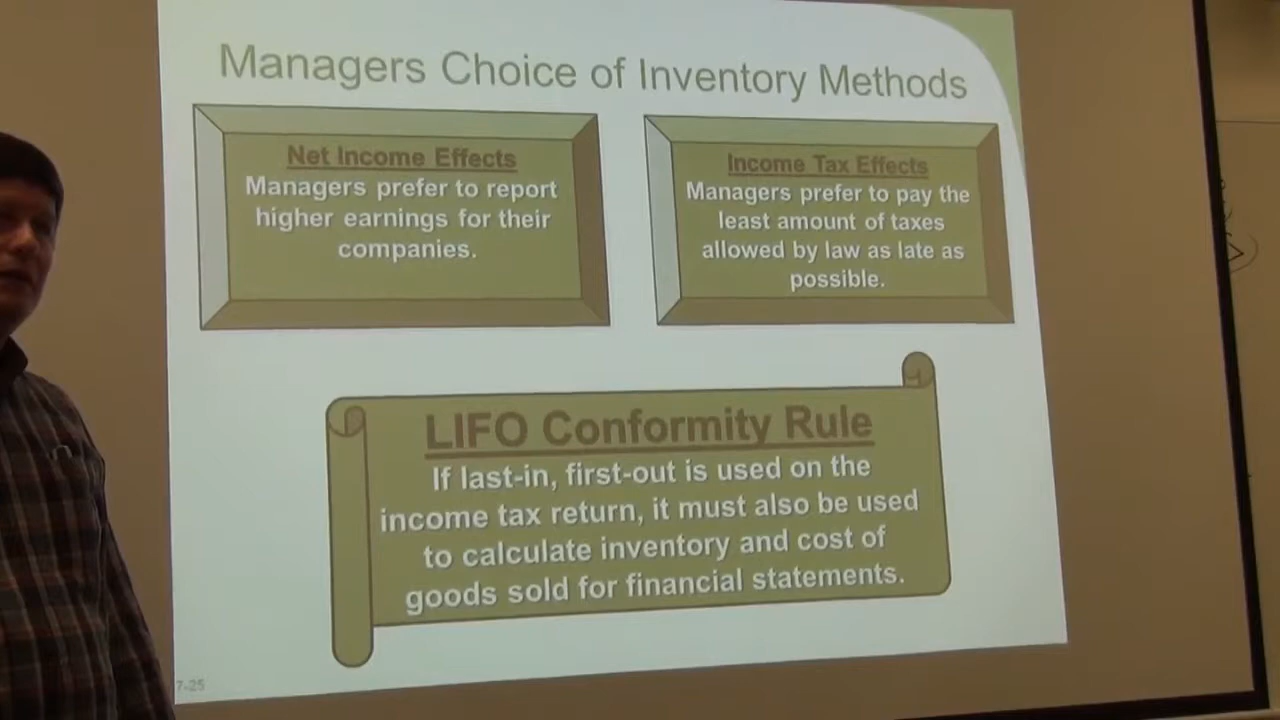 Managers Choice of Inventory Methods
Net Income Effects
Managers prefer to report
higher earnings for their
companies.
Income Tax Effects
Managers prefer to pay the
least amount of taxes
allowed by law as late as
possible.
LIFO Conformity Rule
If last-in, first-out is used on the
income tax return, it must also be used
to calculate inventory and cost of
goods sold for financial statements.
7-25